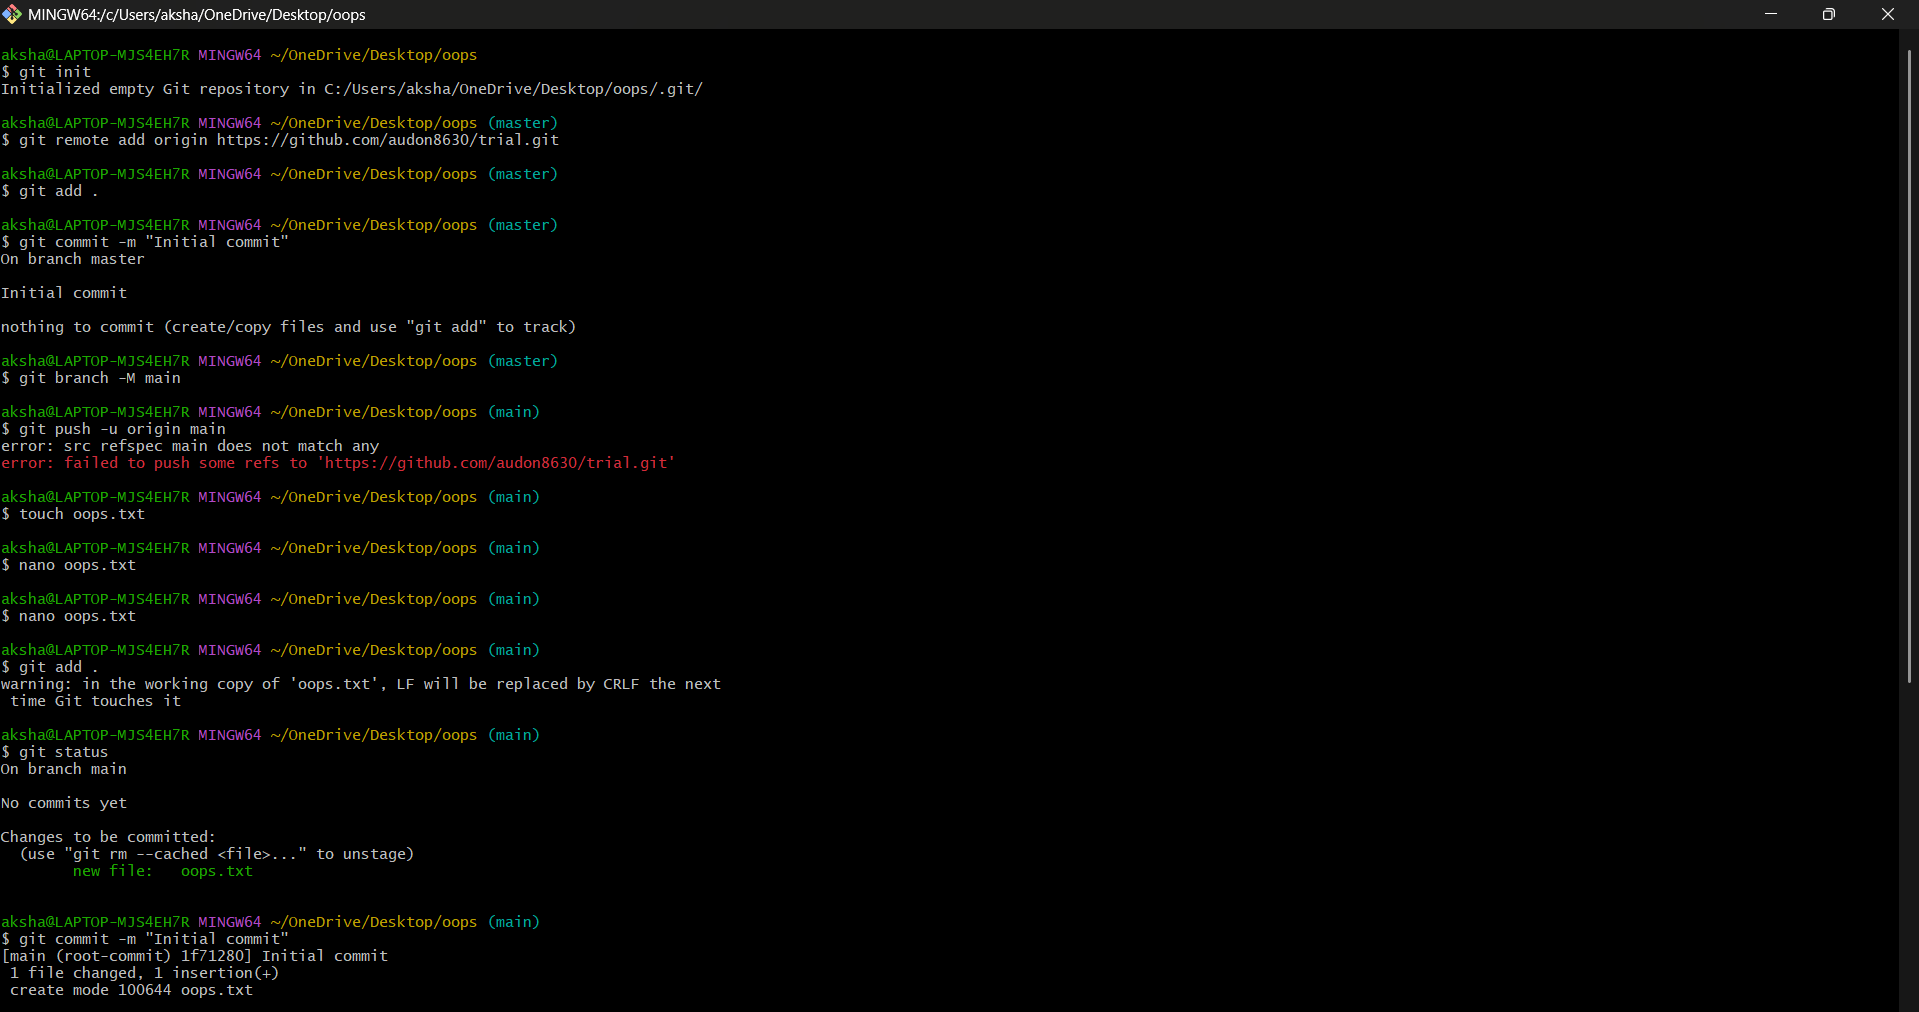 MINGW64:/c/Users/aksha/OneDrive/Desktop/oops
aksha@LAPTOP-MJS4EH7R MINGW64 ~/OneDrive/Desktop/oops
$ git init
Initialized empty Git repository in C:/Users/aksha/OneDrive/Desktop/oops/.git/
aksha@LAPTOP-MJS4EH7R MINGW64 ~/OneDrive/Desktop/oops (master)
$ git remote add origin https://github.com/audon8630/trial.git
aksha@LAPTOP-MJS4EH7R MINGW64 ~/OneDrive/Desktop/oops (master)
$ git add .
aksha@LAPTOP-MJS4EH7R MINGW64 ~/OneDrive/Desktop/oops (master)
$ git commit -m "Initial commit"
On branch master
Initial commit
nothing to commit (create/copy files and use "git add" to track)
aksha@LAPTOP-MJS4EH7R MINGW64 ~/OneDrive/Desktop/oops (master)
$ git branch -M main
aksha@LAPTOP-MJS4EH7R MINGW64 ~/OneDrive/Desktop/oops (main)
$ git push -u origin main
error: src refspec main does not match any
error: failed to push some refs to 'https://github.com/audon8630/trial.git'
aksha@LAPTOP-MJS4EH7R MINGW64 ~/OneDrive/Desktop/oops (main)
$ touch oops.txt
aksha@LAPTOP-MJS4EH7R MINGW64 ~/OneDrive/Desktop/oops (main)
$ nano oops.txt
aksha@LAPTOP-MJS4EH7R MINGW64 ~/OneDrive/Desktop/oops (main)
$ nano oops.txt
aksha@LAPTOP-MJS4EH7R MINGW64 ~/OneDrive/Desktop/oops (main)
$ git add .
warning: in the working copy of 'oops.txt', LF will be replaced by CRLF the next
time Git touches it
aksha@LAPTOP-MJS4EH7R MINGW64 ~/OneDrive/Desktop/oops (main)
$ git status
On branch main
No commits yet
Changes to be committed:
(use "git rm --cached <file>..." to unstage)
new file:   oops.txt
aksha@LAPTOP-MJS4EH7R MINGW64 ~/OneDrive/Desktop/oops (main)
$ git commit -m "Initial commit"
[main (root-commit) 1f71280] Initial commit
1 file changed, 1 insertion(+)
create mode 100644 oops.txt